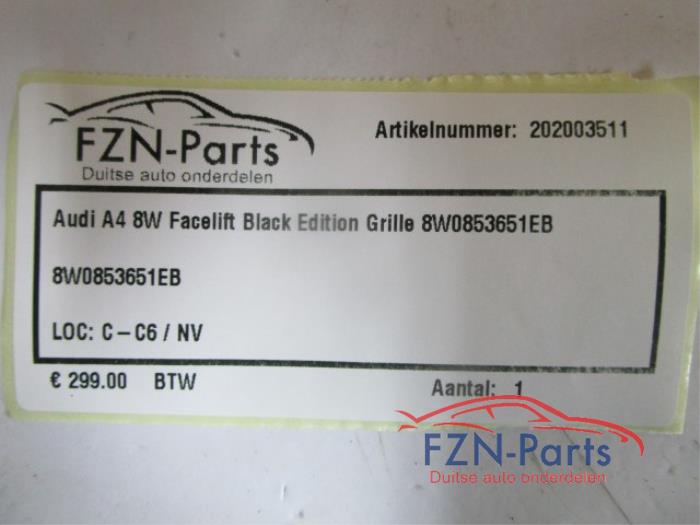 FZN-Parts
Duitse auto onderdelen
Artikelnummer: 202003511
Audi A4 8W Facelift Black Edition Grille 8W0853651EB
8W0853651EB
LOC: C-C6 / NV
€ 299.00 BTW
Aantal: 1
FZN-Parts
Duitse auto onderdelen